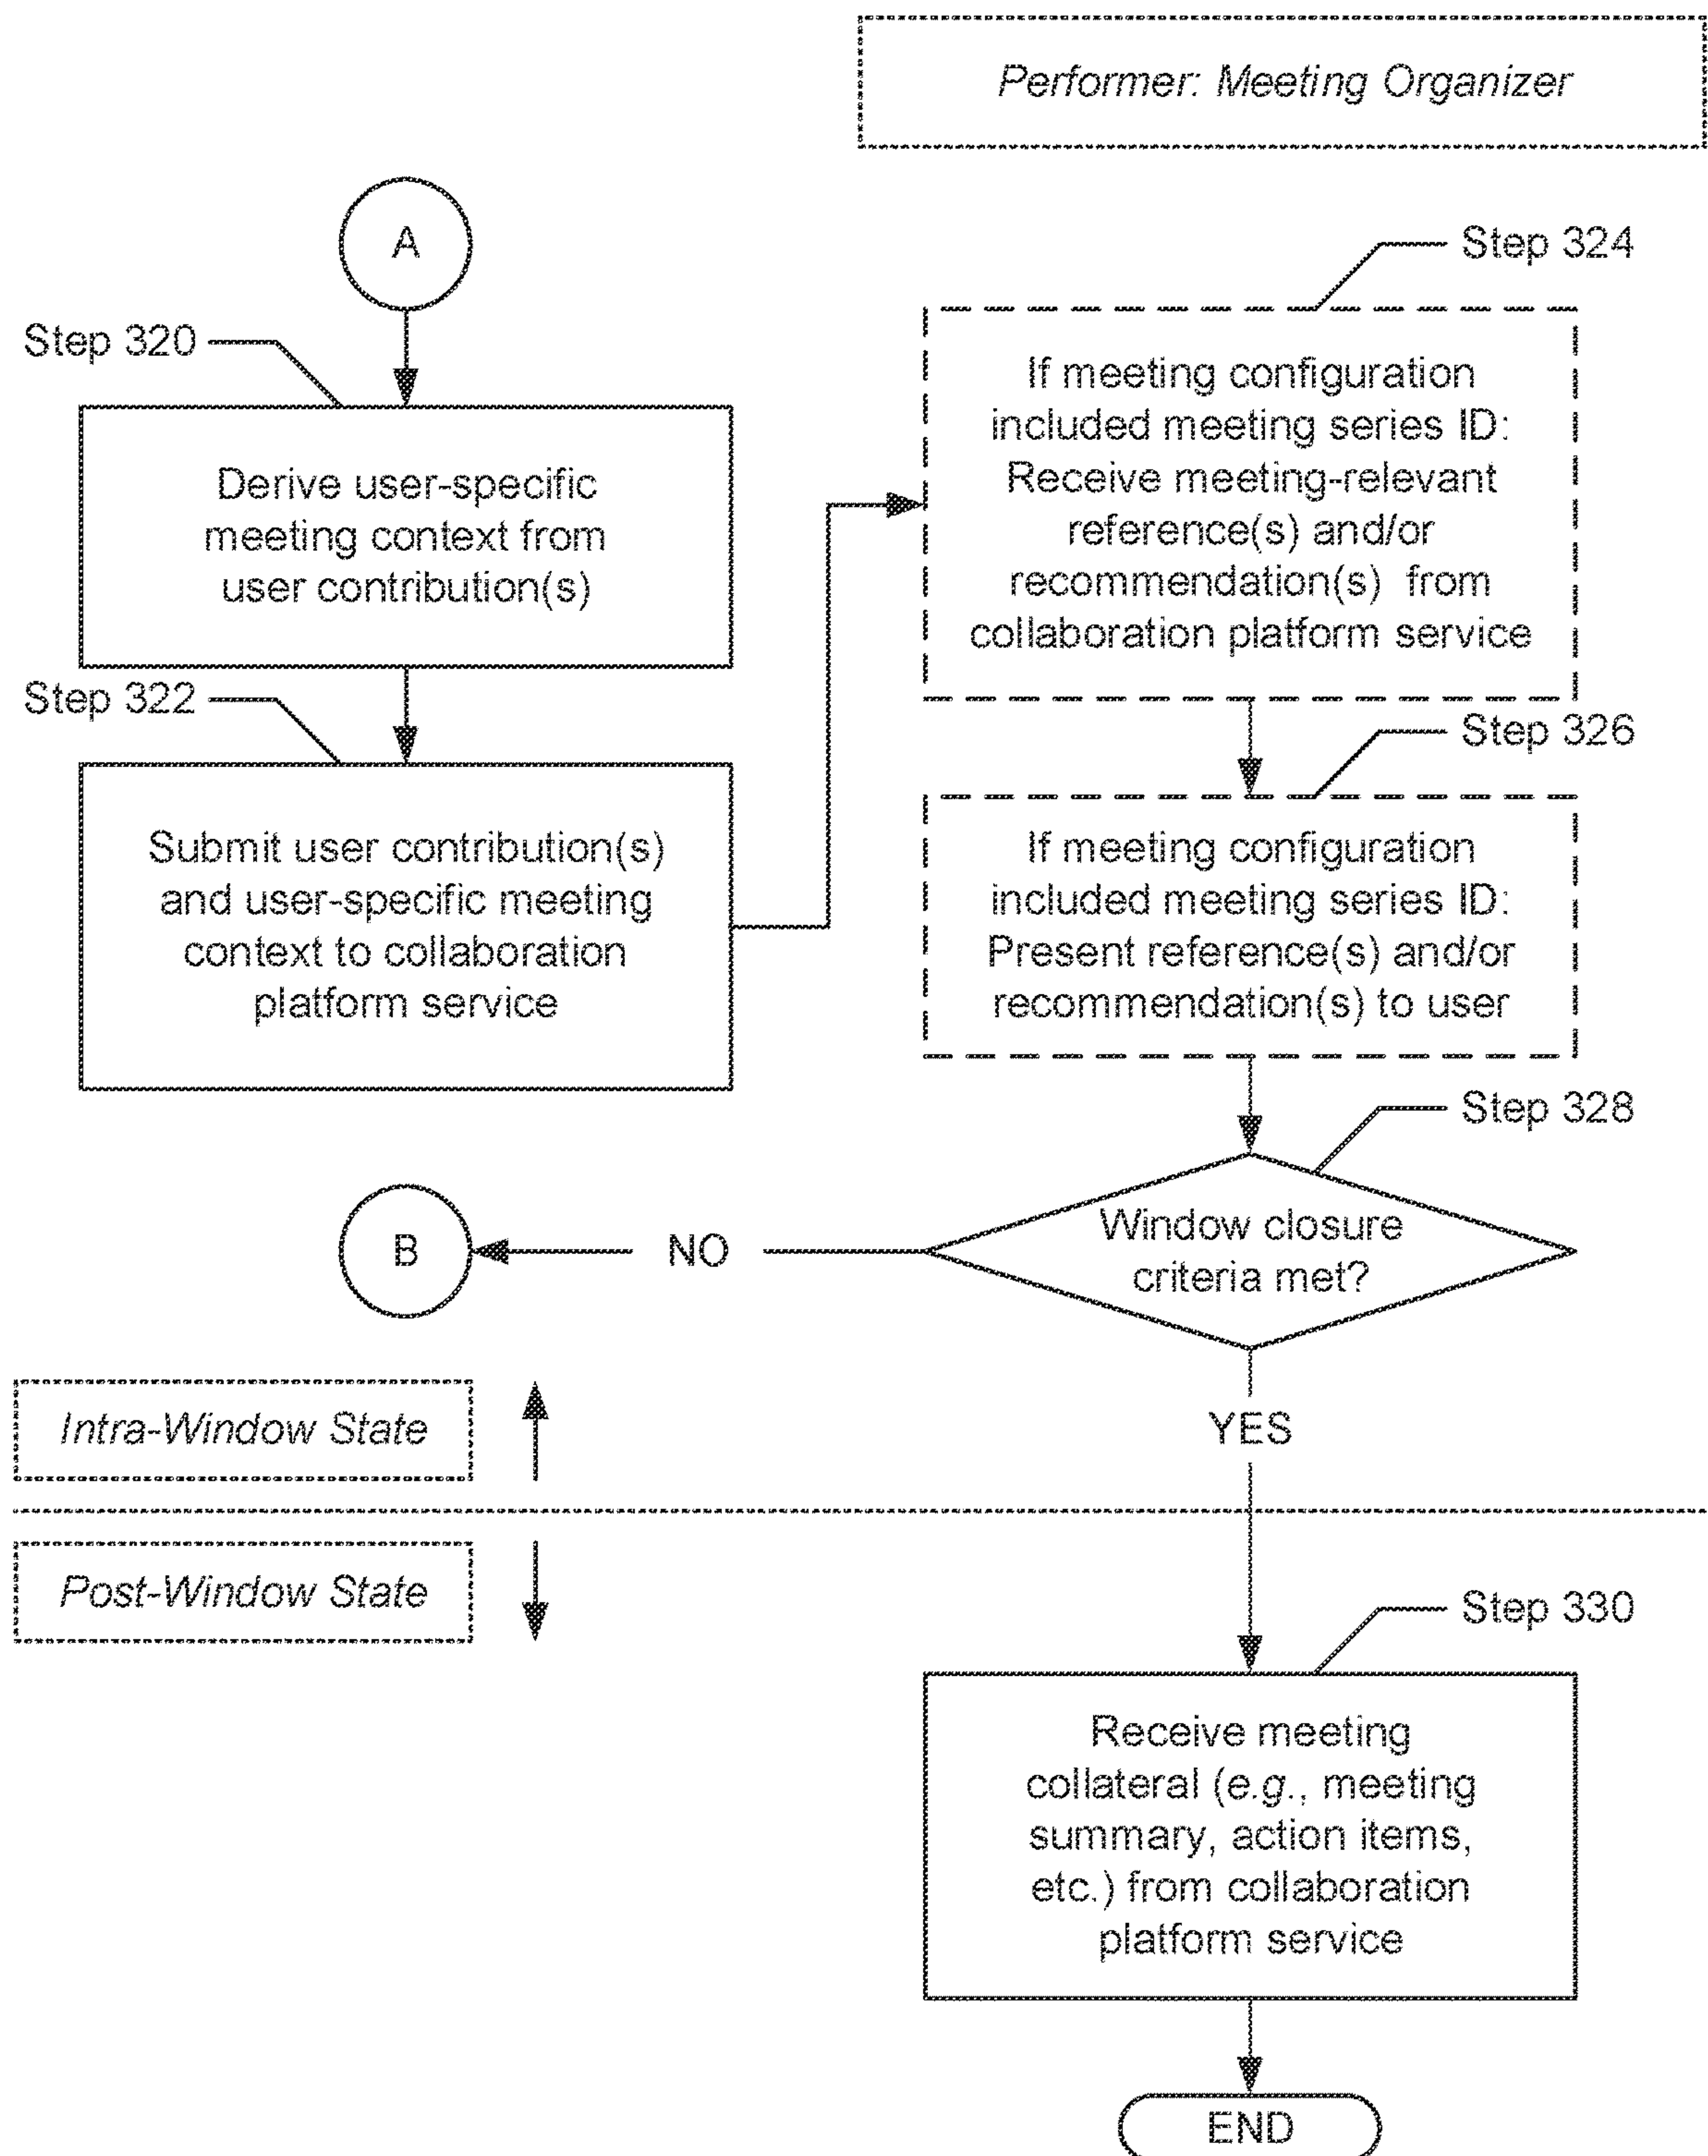 Performer: Meeting Organizer
A
Step 320
Derive user-specific
meeting context from
user contribution(s)
Step 322
Submit user contribution(s)
and user-specific meeting
context to collaboration
platform service
Step 324
If meeting configuration
included meeting series ID:
Receive meeting-relevant
reference(s) and/or
recommendation(s) from
collaboration platform service
Step 326
If meeting configuration
included meeting series ID:
Present reference(s) and/or
recommendation(s) to user
Step 328
Window closure
criteria met?
NO
B
YES
Intra-Window State
Post-Window State
Step 330
Receive meeting
collateral (e.g., meeting
summary, action items,
etc.) from collaboration
platform service
END